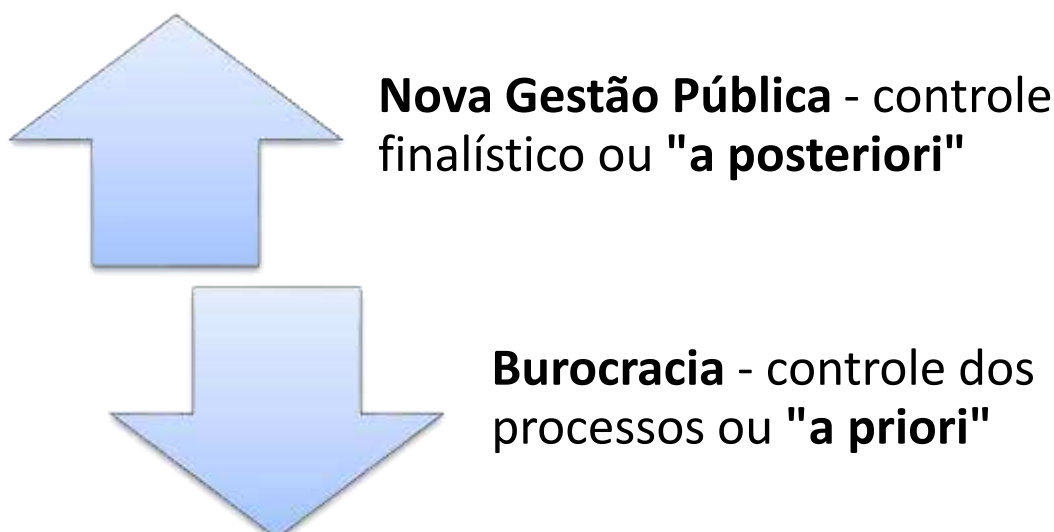 Nova Gestão Pública - controle
finalístico ou "a posteriori"
Burocracia - controle dos
processos ou "a priori"